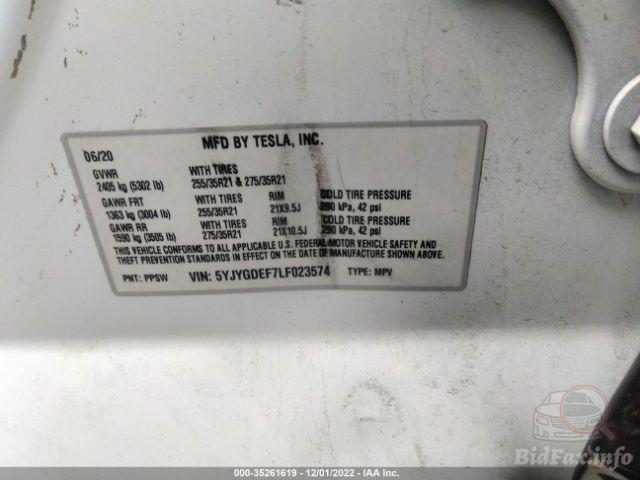 MFD BY TESLA, INC.
06/20
GVWR WITH TIRES
2405 kg (5302 lb) 255/35R21 & 275/35R21
GAWR FRT WITH TIRES RIM COLD TIRE PRESSURE
1363 kg (3004 lb) 255/35R21 21X9.5J 290 kPa, 42 psi
GAWR RR WITH TIRES RIM COLD TIRE PRESSURE
1590 kg (3505 lb) 275/35R21 21X10.5J 290 kPa, 42 psi
THIS VEHICLE CONFORMS TO ALL APPLICABLE U.S. FEDERAL MOTOR VEHICLE SAFETY AND
THEFT PREVENTION STANDARDS IN EFFECT ON THE DATE OF MANUFACTURE SHOWN ABOVE.
PNT: PPSW VIN: 5YJYGDEF7LF023574 TYPE: MPV
BidFax.info
000-35261619 - 12/01/2022 - IAA Inc.